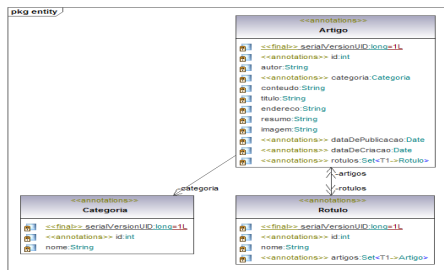 pkg entity
<<annotations>>
Artigo
<<final>> serialVersionUID:long=1L
<<annotations>> id:int
autor:String
<<annotations>> categoria:Categoria
conteudo:String
titulo:String
endereco:String
resumo:String
imagem:String
<<annotations>> dataDePublicacao:Date
<<annotations>> dataDeCriacao:Date
<<annotations>> rotulos:Set<T1->Rotulo>
-categoria
-artigos
-rotulos
<<annotations>>
Categoria
<<final>> serialVersionUID:long=1L
<<annotations>> id:int
nome:String
<<annotations>>
Rotulo
<<final>> serialVersionUID:long=1L
<<annotations>> id:int
nome:String
<<annotations>> artigos:Set<T1->Artigo>